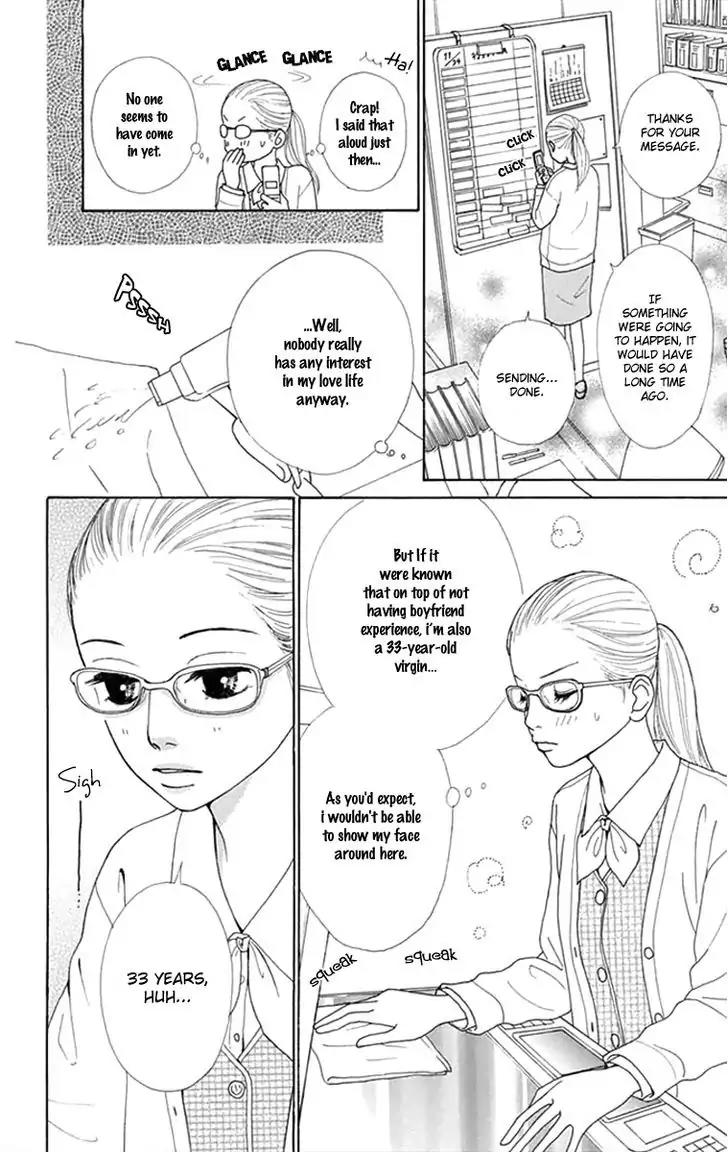 THANKS
FOR YOUR
MESSAGE.
CLICK
CLICK
11/29
IF
SOMETHING
WERE GOING
TO HAPPEN, IT
WOULD HAVE
DONE SO A
LONG TIME
AGO.
SENDING...
DONE.
Ha!
GLANCE GLANCE
Crap!
I said that
aloud just
then...
No one
seems to
have come
in yet.
PSSSSH
...Well,
nobody really
has any interest
in my love life
anyway.
But If it
were known
that on top of not
having boyfriend
experience, i'm also
a 33-year-old
virgin...
As you'd expect,
i wouldn't be able
to show my face
around here.
squeak
squeak
Sigh
33 YEARS,
HUH...